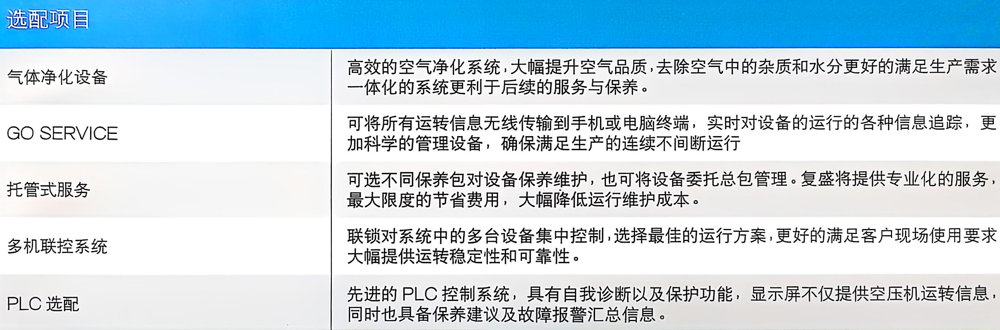 选配项目
气体净化设备
高效的空气净化系统,大幅提升空气品质,去除空气中的杂质和水分更好的满足生产需求
一体化的系统更利于后续的服务与保养。
GO SERVICE
可将所有运转信息无线传输到手机或电脑终端，实时对设备的运行的各种信息追踪，更
加科学的管理设备，确保满足生产的连续不间断运行
托管式服务
可选不同保养包对设备保养维护，也可将设备委托总包管理。复盛将提供专业化的服务，
最大限度的节省费用，大幅降低运行维护成本。
多机联控系统
联锁对系统中的多台设备集中控制,选择最佳的运行方案,更好的满足客户现场使用要求
大幅提供运转稳定性和可靠性。
PLC 选配
先进的 PLC 控制系统，具有自我诊断以及保护功能，显示屏不仅提供空压机运转信息，
同时也具备保养建议及故障报警汇总信息。